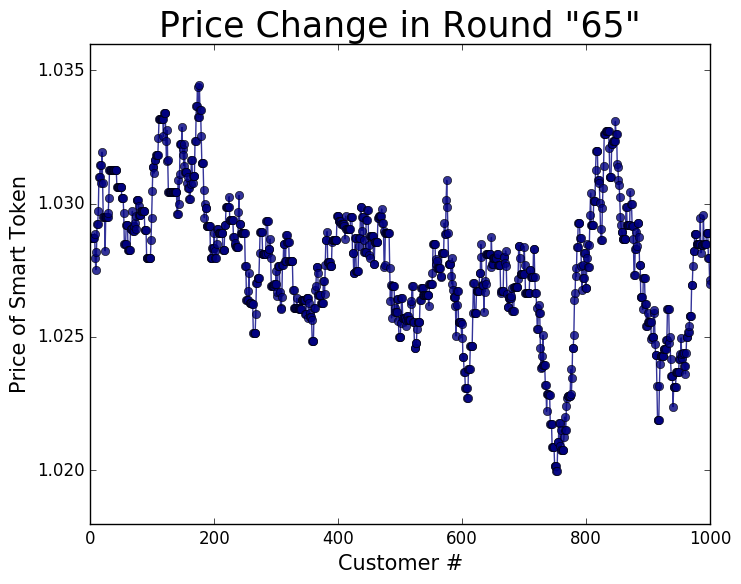 Price Change in Round "65"
1.035
1.030
1.025
1.020
Price of Smart Token
0 200 400 600 800 1000
Customer #